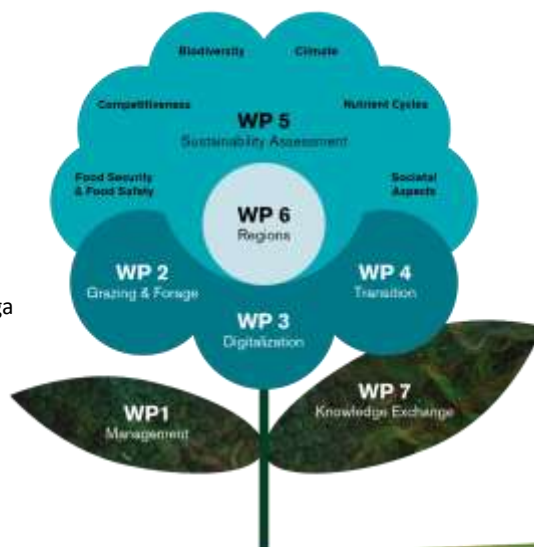 Biodiversity
Climate
Competitiveness
Nutrient Cycles
WP 5
Sustainability Assessment
Food Security
& Food Safety
Societal
Aspects
WP 6
Regions
WP 2
Grazing & Forage
WP 4
Transition
ga
WP 3
Digitalization
WP1
Management
WP 7
Knowledge Exchange